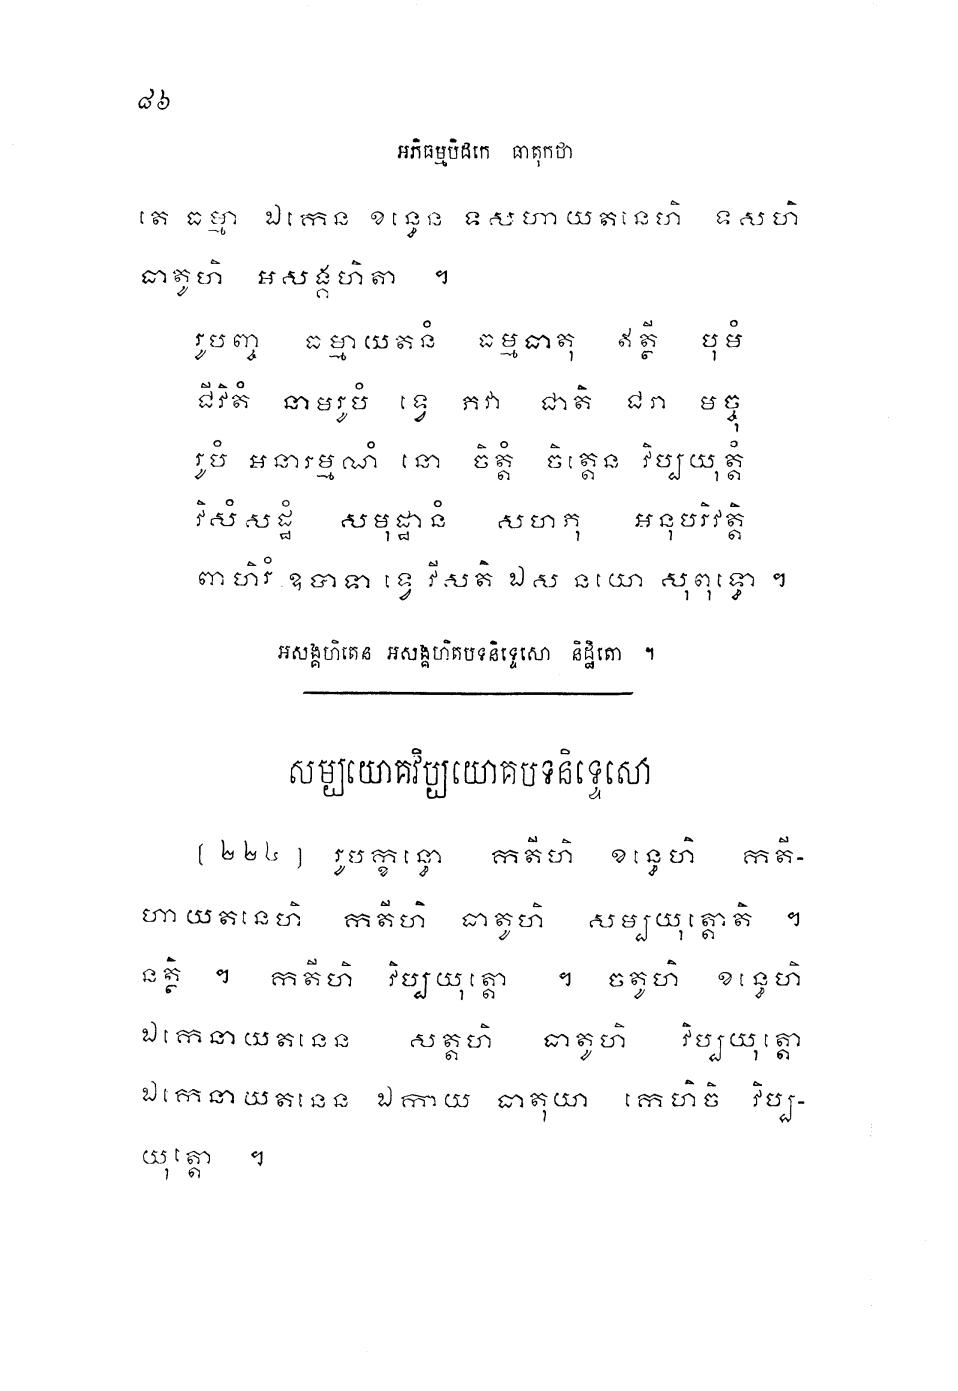 ៨៦
អភិធម្មបិដកេ ធាតុកថា
តេ ធម្មា ឯកេន ខន្ធេន ទសហាយតនេហិ ទសហិ
ធាតូហិ អសង្គហិតា ។
រូបញ្ច ធម្មាយតនំ ធម្មធាតុ ឥត្ថី បុមំ
ជីវិតំ នាមរូបំ ទ្វេ ភវា ជាតិ ជរា មច្ចុ
រូបំ អនារម្មណំ នោ ចិត្តំ ចិត្តេន វិប្បយុត្តំ
វិសំសដ្ឋំ សមុដ្ឋានំ សហភុ អនុបរិវត្តិ
ពាហិរំ ឧបាទា ទ្វេ វីសតិ ឯស នយោ សុពុទ្ធោ ។
អសង្គហិតេន អសង្គហិតបទនិទ្ទេសោ និដ្ឋិតោ ។
សម្បយោគវិប្បយោគបទនិទ្ទេសោ
[ ២២៤ ] រូបក្ខន្ធោ កតីហិ ខន្ធេហិ កតី-
ហាយតនេហិ កតីហិ ធាតូហិ សម្បយុត្តោតិ ។
នត្ថិ ។ កតីហិ វិប្បយុត្តោ ។ ចតូហិ ខន្ធេហិ
ឯកេនាយតនេន សត្តហិ ធាតូហិ វិប្បយុត្តោ
ឯកេនាយតនេន ឯកាយ ធាតុយា កេហិចិ វិប្ប-
យុត្តោ ។